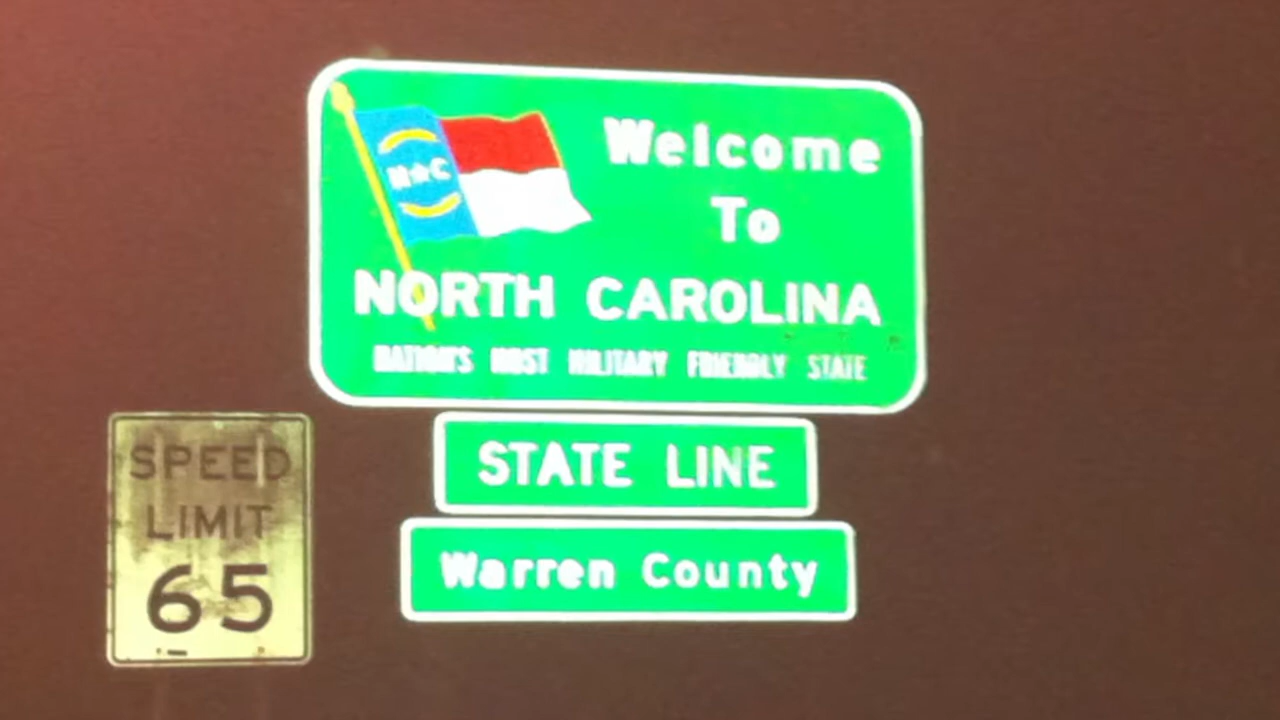 N★C
Welcome
To
NORTH CAROLINA
NATION'S MOST MILITARY FRIENDLY STATE
STATE LINE
Warren County
SPEED
LIMIT
65